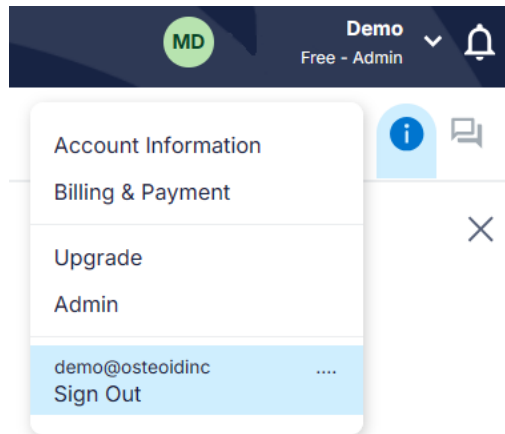 MD
Demo
Free - Admin
Account Information
Billing & Payment
Upgrade
Admin
demo@osteoidinc ....
Sign Out